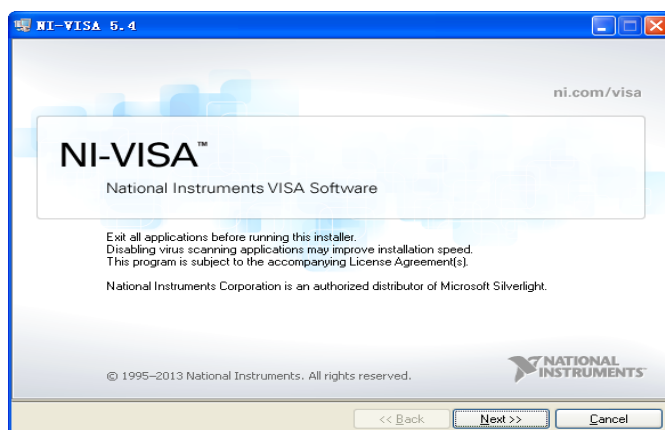 NI-VISA 5.4
ni.com/visa
NI-VISA™
National Instruments VISA Software
Exit all applications before running this installer.
Disabling virus scanning applications may improve installation speed.
This program is subject to the accompanying License Agreement(s).
National Instruments Corporation is an authorized distributor of Microsoft Silverlight.
© 1995–2013 National Instruments. All rights reserved.
NATIONAL
INSTRUMENTS™
<< Back Next >> Cancel